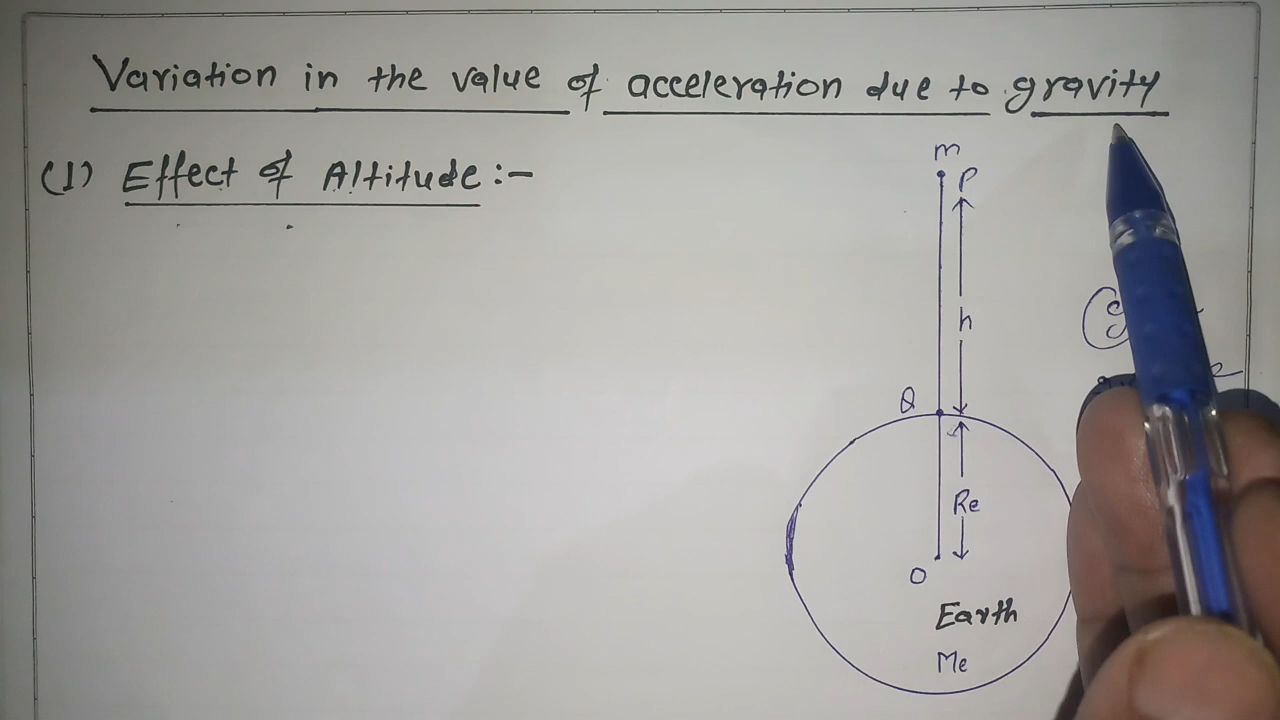 Variation in the value of acceleration due to gravity
(1) Effect of Altitude :-
m
P
h
Q
Re
O
Earth
Me